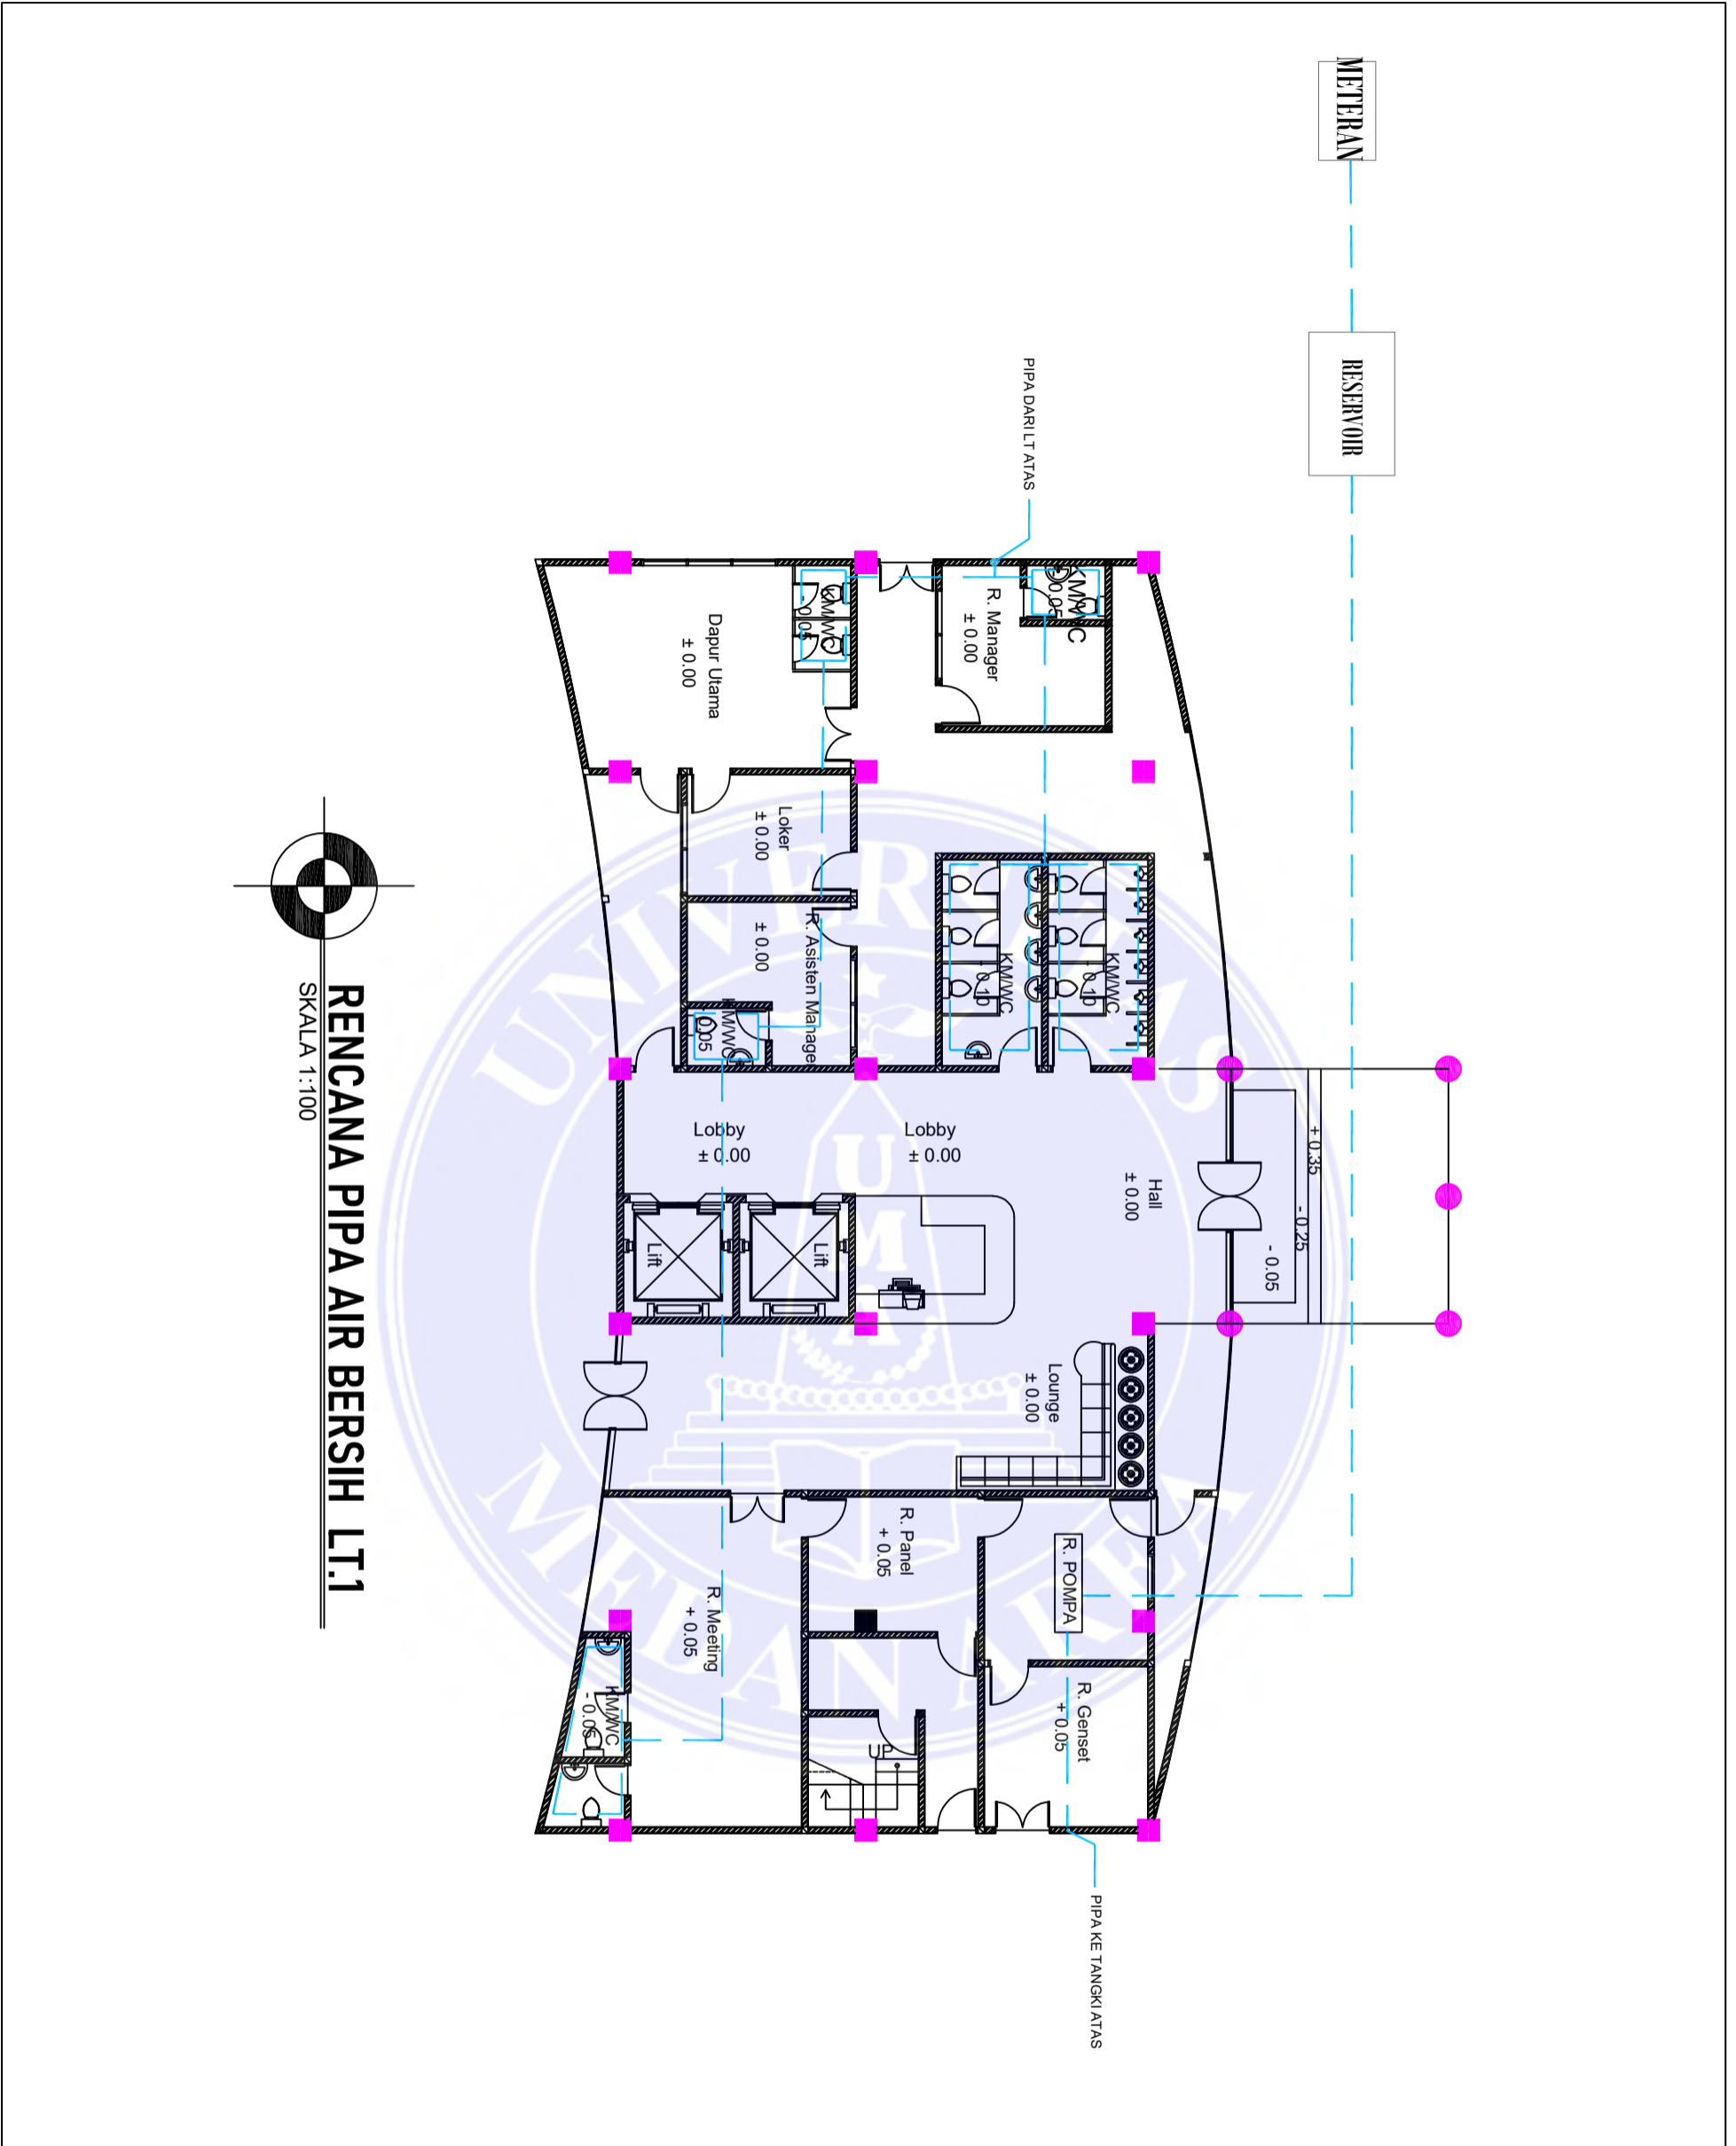 METERAN
RESERVOIR
PIPA DARI LT ATAS
KM/WC
- 0.05
R. Manager
± 0.00
KM/WC
- 0.05
Dapur Utama
± 0.00
Loker
± 0.00
R. Asisten Manager
± 0.00
KM/WC
- 0.05
KM/WC
- 0.10
KM/WC
- 0.10
Lobby
± 0.00
Lobby
± 0.00
Hall
± 0.00
+ 0.35
- 0.25
- 0.05
Lift
Lift
Lounge
± 0.00
R. Panel
+ 0.05
R. POMPA
R. Meeting
+ 0.05
R. Genset
+ 0.05
KM/WC
- 0.05
UP
PIPA KE TANGKI ATAS
RENCANA PIPA AIR BERSIH LT.1
SKALA 1:100
UNIVERSITAS
MEDAN AREA
UMA